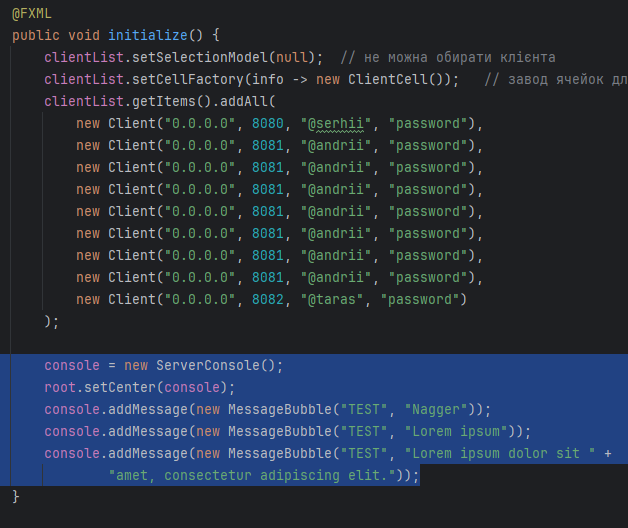 @FXML
public void initialize() {
clientList.setSelectionModel(null);  // не можна обирати клієнта
clientList.setCellFactory(info -> new ClientCell());   // завод ячейок дл
clientList.getItems().addAll(
new Client("0.0.0.0", 8080, "@serhii", "password"),
new Client("0.0.0.0", 8081, "@andrii", "password"),
new Client("0.0.0.0", 8081, "@andrii", "password"),
new Client("0.0.0.0", 8081, "@andrii", "password"),
new Client("0.0.0.0", 8081, "@andrii", "password"),
new Client("0.0.0.0", 8081, "@andrii", "password"),
new Client("0.0.0.0", 8081, "@andrii", "password"),
new Client("0.0.0.0", 8081, "@andrii", "password"),
new Client("0.0.0.0", 8082, "@taras", "password")
);
console = new ServerConsole();
root.setCenter(console);
console.addMessage(new MessageBubble("TEST", "Nagger"));
console.addMessage(new MessageBubble("TEST", "Lorem ipsum"));
console.addMessage(new MessageBubble("TEST", "Lorem ipsum dolor sit " +
"amet, consectetur adipiscing elit."));
}